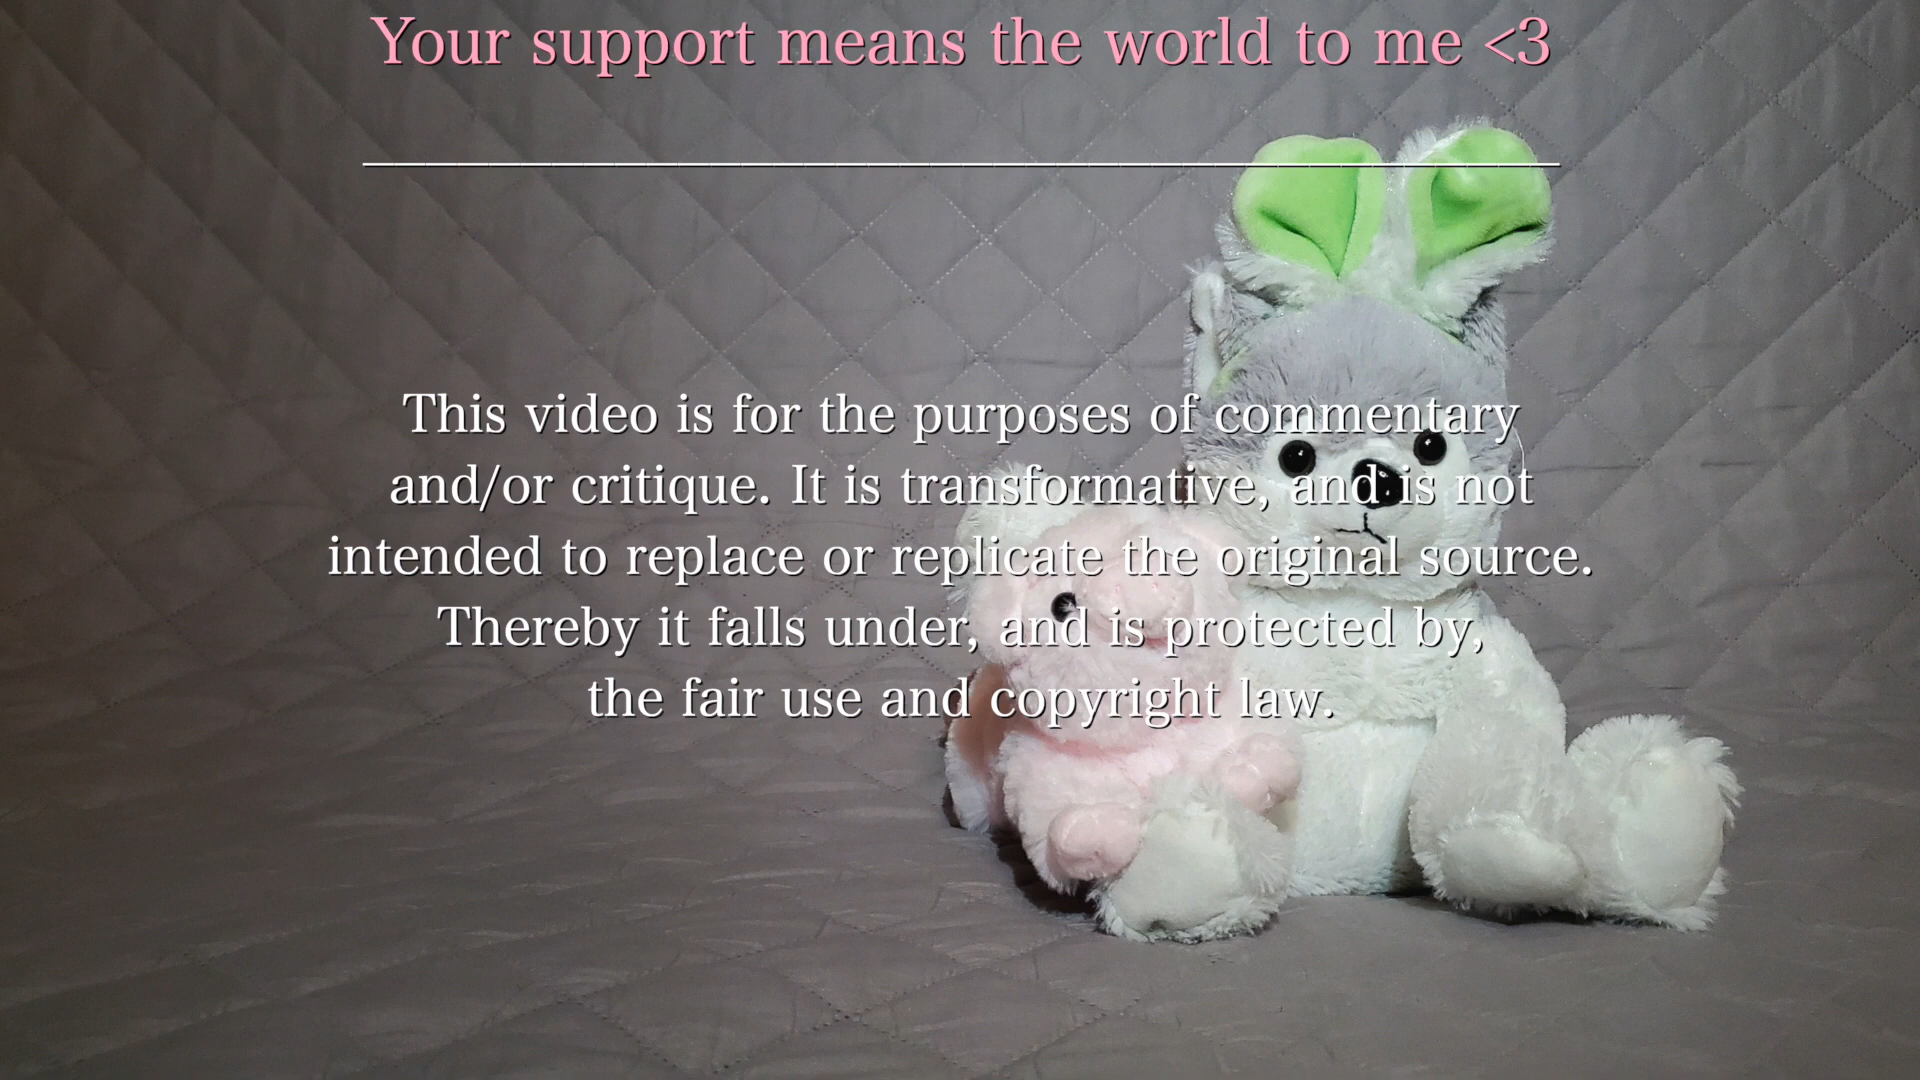 Your support means the world to me <3
This video is for the purposes of commentary
and/or critique. It is transformative, and is not
intended to replace or replicate the original source.
Thereby it falls under, and is protected by,
the fair use and copyright law.